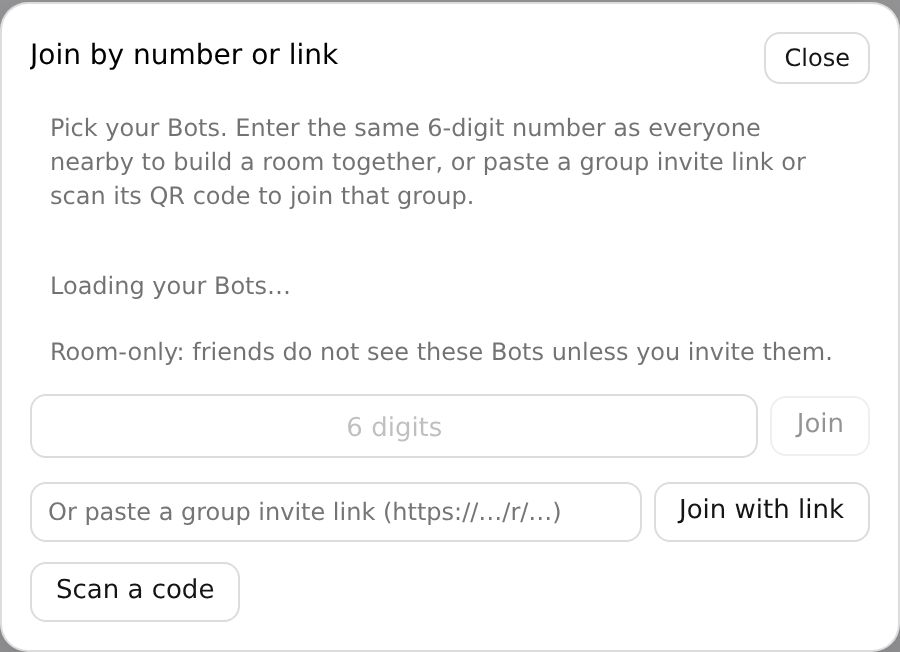 Join by number or link
Close
Pick your Bots. Enter the same 6-digit number as everyone
nearby to build a room together, or paste a group invite link or
scan its QR code to join that group.
Loading your Bots…
Room-only: friends do not see these Bots unless you invite them.
6 digits
Join
Or paste a group invite link (https://…/r/…)
Join with link
Scan a code